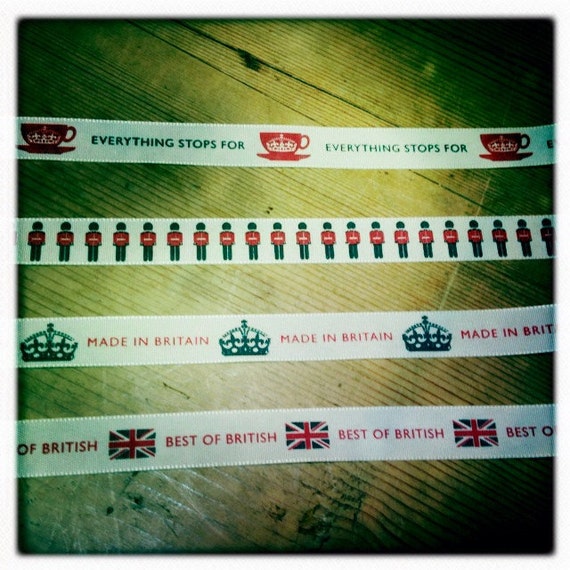 EVERYTHING STOPS FOR EVERYTHING STOPS FOR E
MADE IN BRITAIN MADE IN BRITAIN MADE IN BRIT
OF BRITISH BEST OF BRITISH BEST OF BRITISH BEST OF